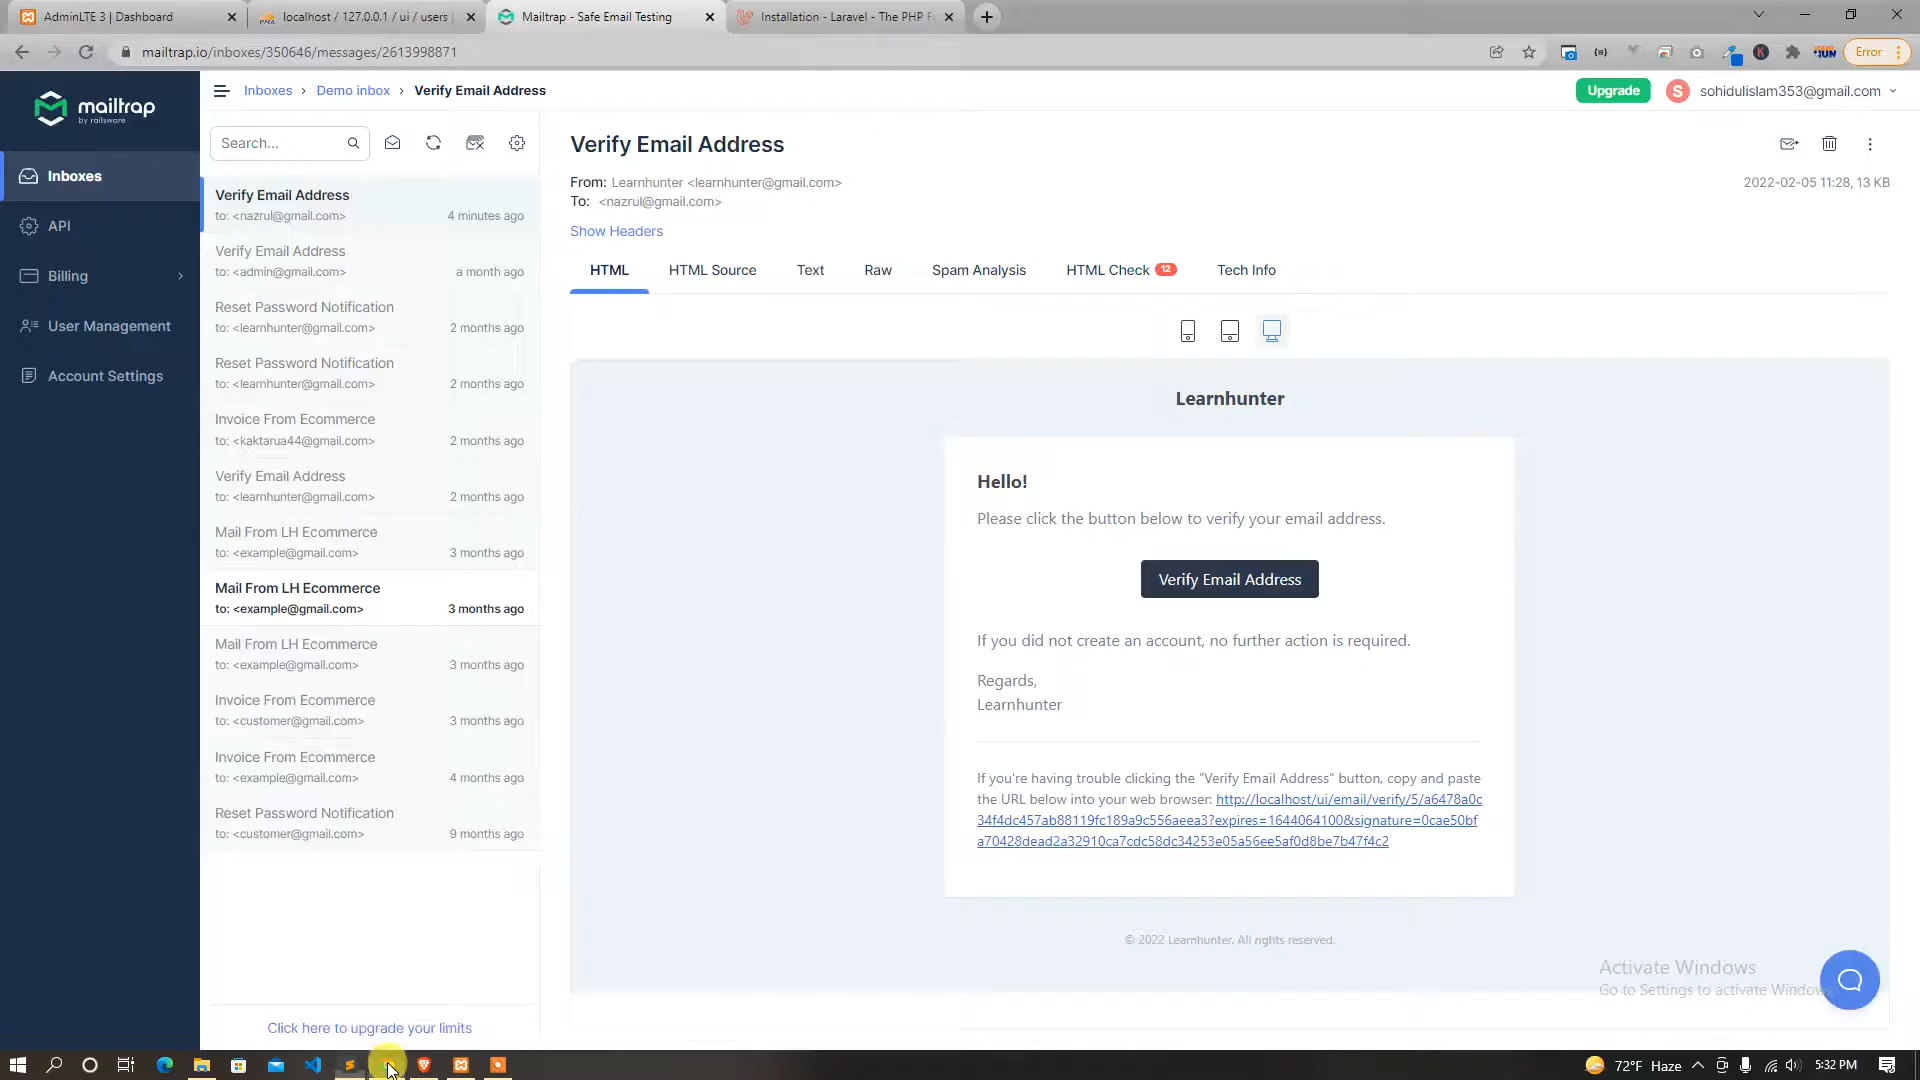 AdminLTE 3 | Dashboard
localhost / 127.0.0.1 / ui / users
Mailtrap - Safe Email Testing
Installation - Laravel - The PHP F
mailtrap.io/inboxes/350646/messages/2613998871
Error
mailtrap
by railsware
Inboxes
API
Billing
User Management
Account Settings
Inboxes › Demo inbox › Verify Email Address
Upgrade
S
sohidulislam353@gmail.com
Search...
Verify Email Address
to: <nazrul@gmail.com> 4 minutes ago
Verify Email Address
to: <admin@gmail.com> a month ago
Reset Password Notification
to: <learnhunter@gmail.com> 2 months ago
Reset Password Notification
to: <learnhunter@gmail.com> 2 months ago
Invoice From Ecommerce
to: <kaktarua44@gmail.com> 2 months ago
Verify Email Address
to: <learnhunter@gmail.com> 2 months ago
Mail From LH Ecommerce
to: <example@gmail.com> 3 months ago
Mail From LH Ecommerce
to: <example@gmail.com> 3 months ago
Mail From LH Ecommerce
to: <example@gmail.com> 3 months ago
Invoice From Ecommerce
to: <customer@gmail.com> 3 months ago
Invoice From Ecommerce
to: <example@gmail.com> 4 months ago
Reset Password Notification
to: <customer@gmail.com> 9 months ago
Click here to upgrade your limits
Verify Email Address
From: Learnhunter <learnhunter@gmail.com>
2022-02-05 11:28, 13 KB
To: <nazrul@gmail.com>
Show Headers
HTML HTML Source Text Raw Spam Analysis HTML Check 12 Tech Info
Learnhunter
Hello!
Please click the button below to verify your email address.
Verify Email Address
If you did not create an account, no further action is required.
Regards,
Learnhunter
If you're having trouble clicking the "Verify Email Address" button, copy and paste
the URL below into your web browser: http://localhost/ui/email/verify/5/a6478a0c
34f4dc457ab88119fc189a9c556aeea3?expires=1644064100&signature=0cae50bf
a70428dead2a32910ca7cdc58dc34253e05a56ee5af0d8be7b47f4c2
© 2022 Learnhunter. All rights reserved.
Activate Windows
Go to Settings to activate Windows
72°F Haze
5:32 PM